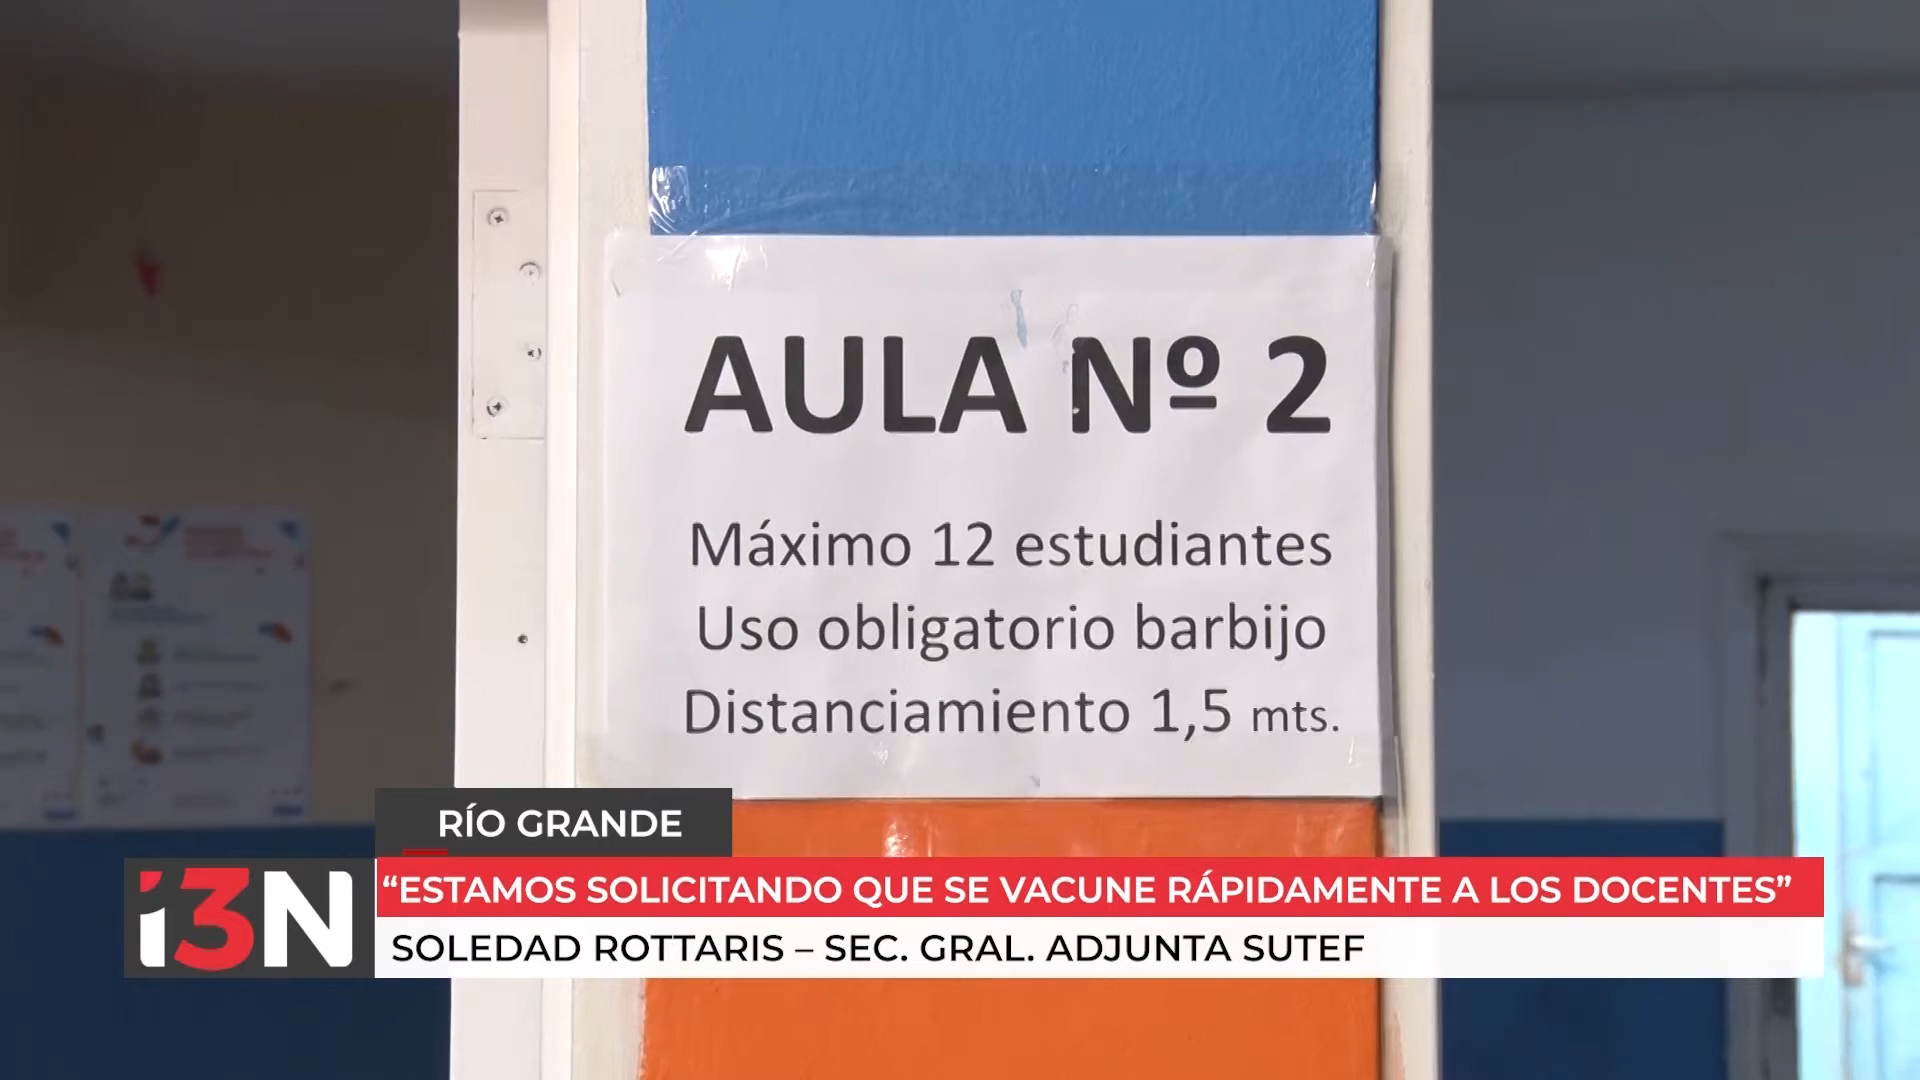 AULA Nº 2
Máximo 12 estudiantes
Uso obligatorio barbijo
Distanciamiento 1,5 mts.
RÍO GRANDE
i3N
“ESTAMOS SOLICITANDO QUE SE VACUNE RÁPIDAMENTE A LOS DOCENTES”
SOLEDAD ROTTARIS – SEC. GRAL. ADJUNTA SUTEF